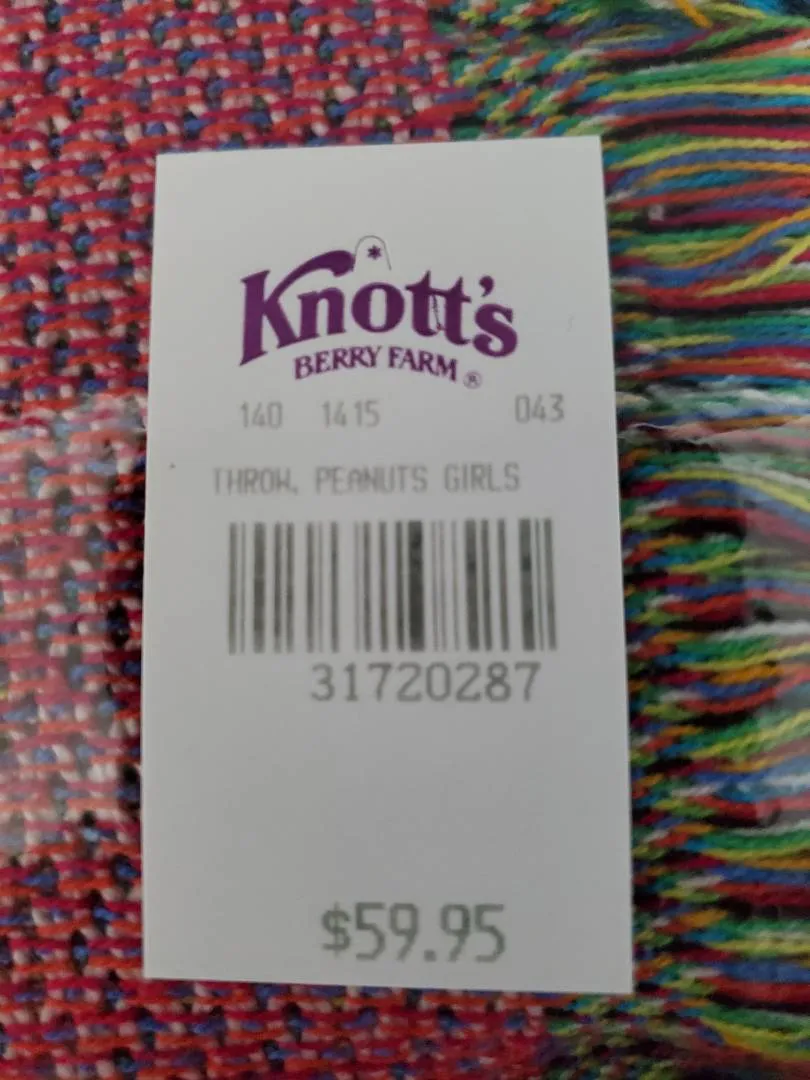 Knott's
BERRY FARM ®
140 1415 043
THROW, PEANUTS GIRLS
31720287
$59.95